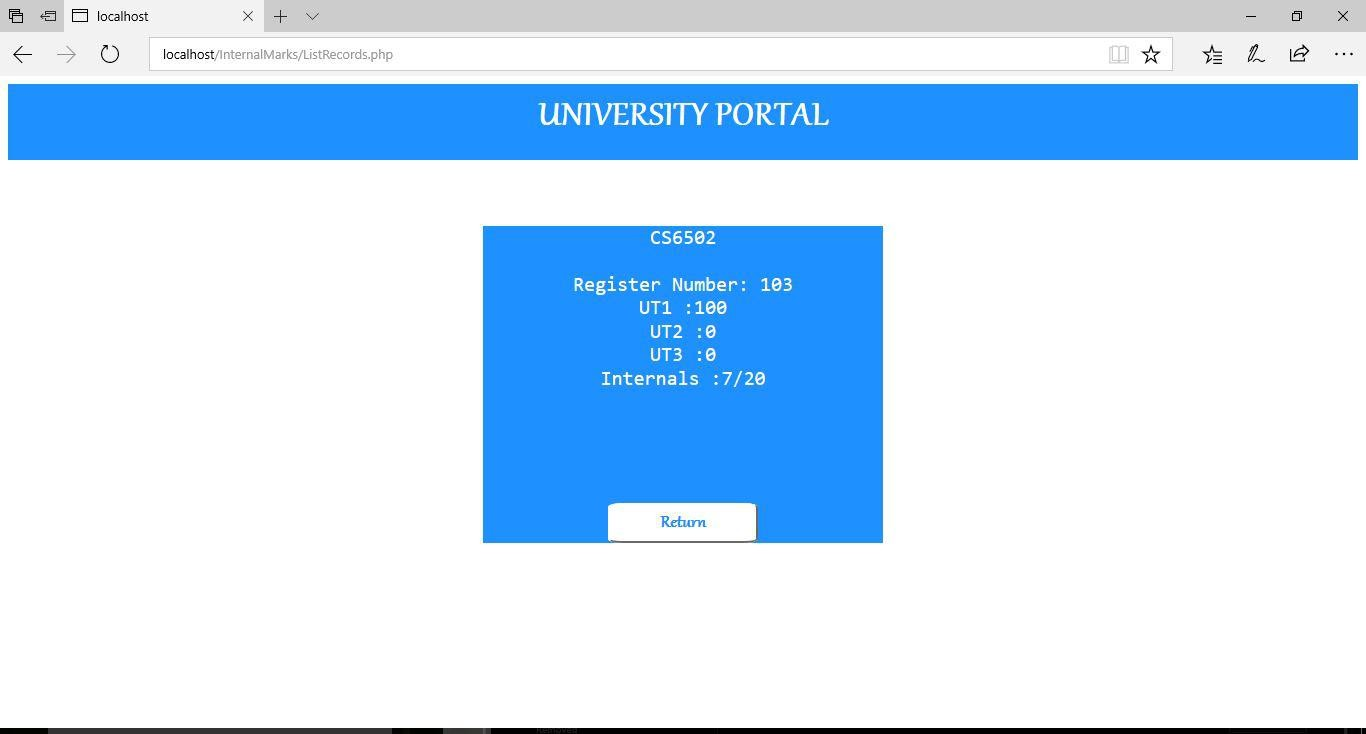 localhost
localhost/InternalMarks/ListRecords.php
UNIVERSITY PORTAL
CS6502
Register Number: 103
UT1 :100
UT2 :0
UT3 :0
Internals :7/20
Return
Removed